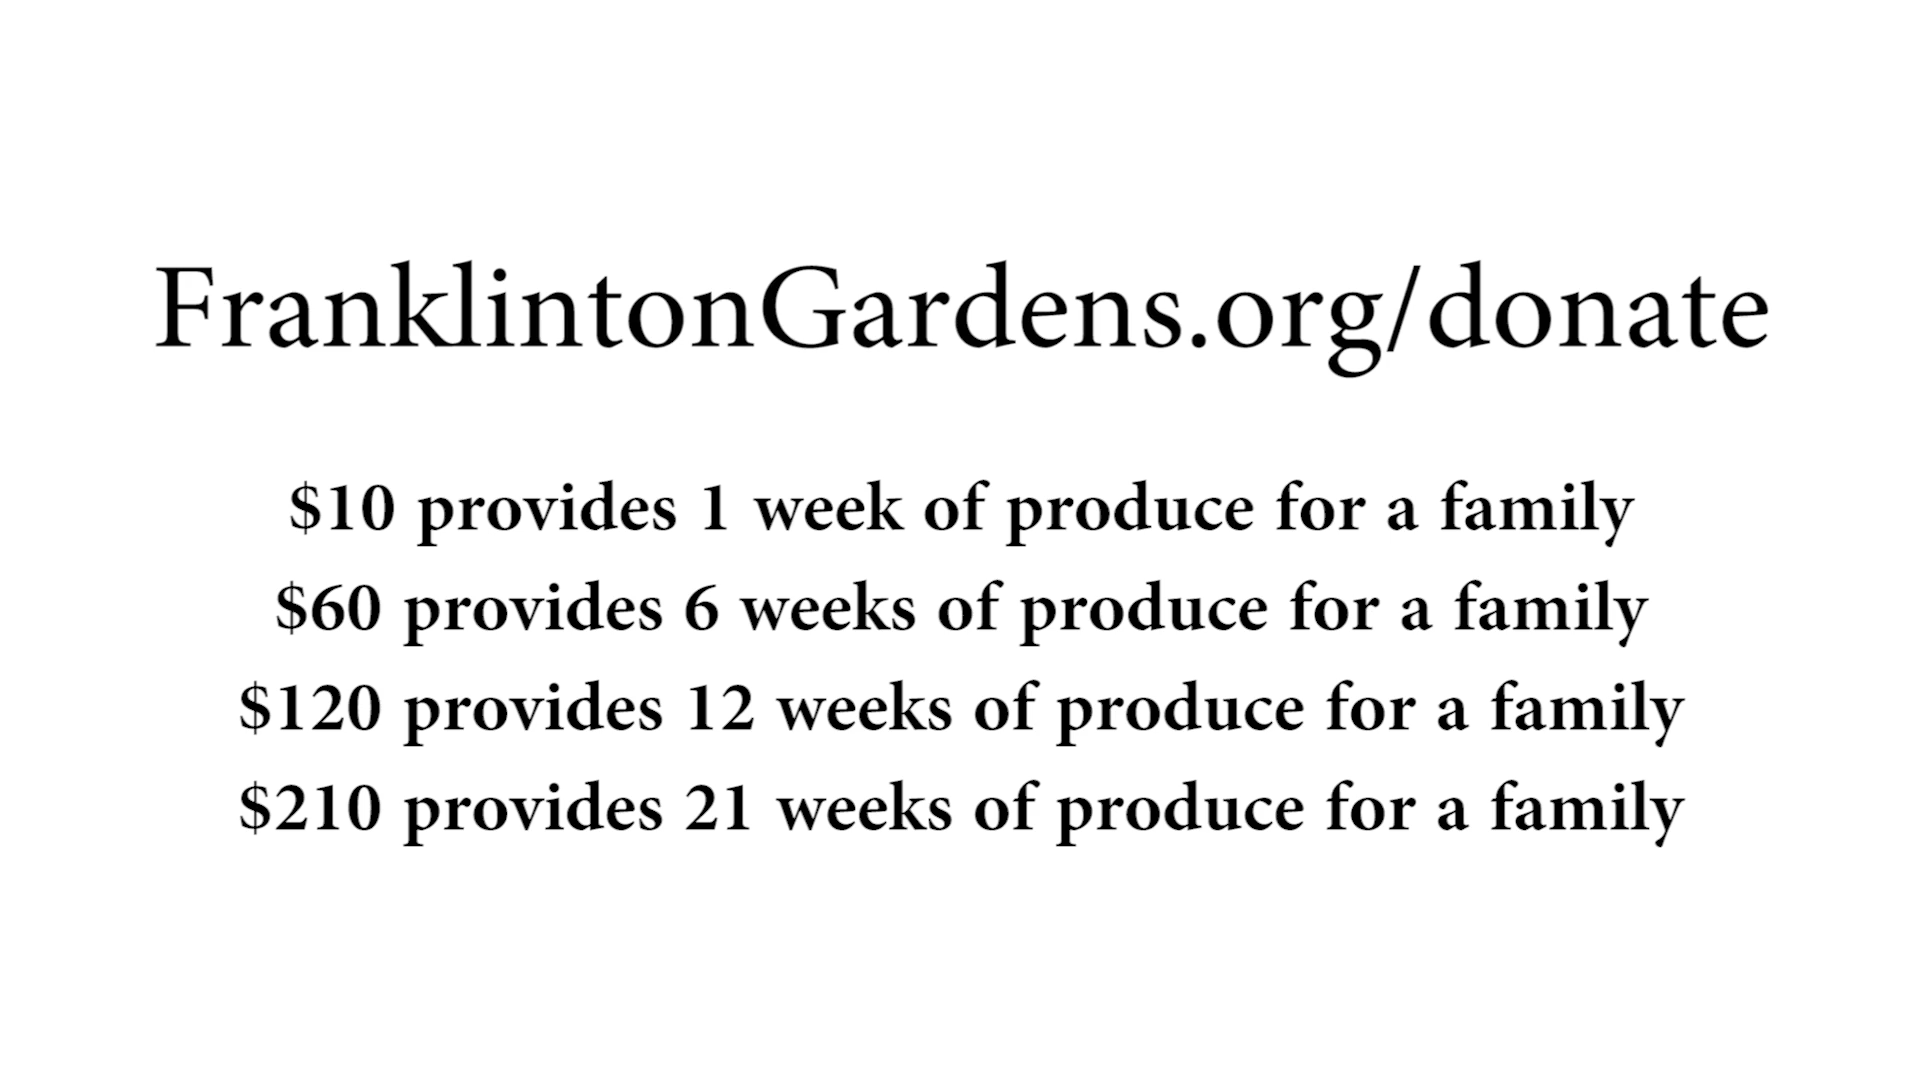 FranklintonGardens.org/donate
$10 provides 1 week of produce for a family
$60 provides 6 weeks of produce for a family
$120 provides 12 weeks of produce for a family
$210 provides 21 weeks of produce for a family